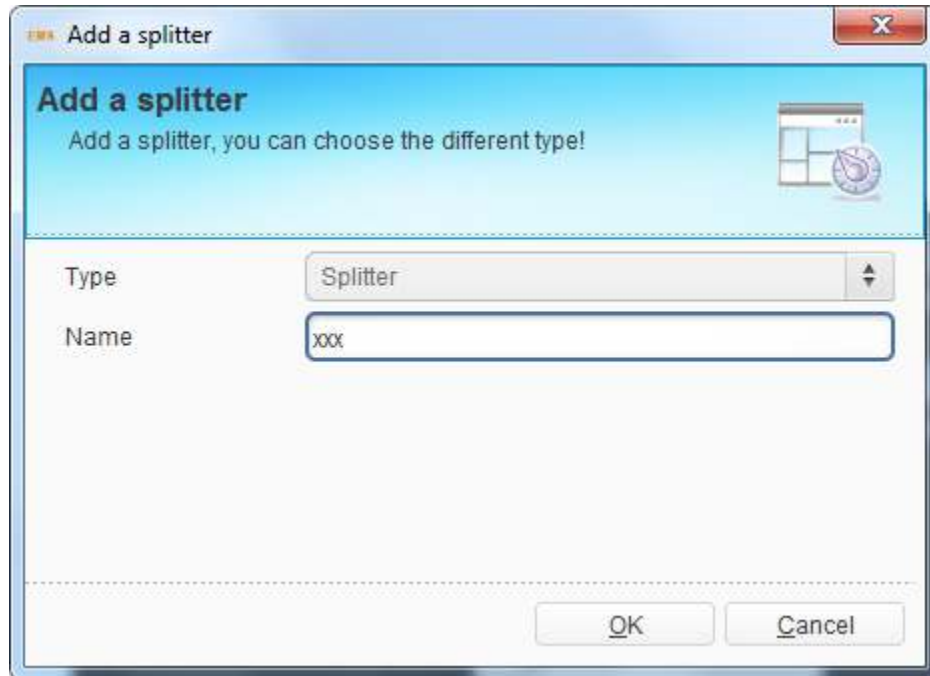 Add a splitter
Add a splitter
Add a splitter, you can choose the different type!
Type
Splitter
Name
xxx
OK
Cancel